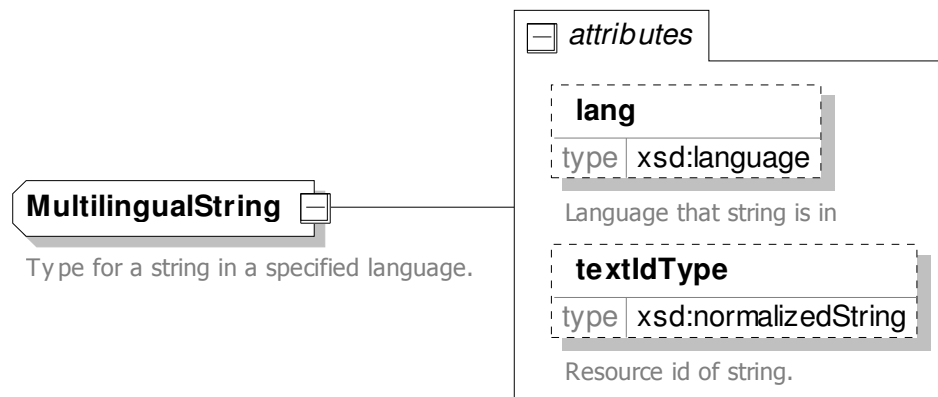 attributes
lang
type xsd:language
Language that string is in
MultilingualString
Type for a string in a specified language.
textIdType
type xsd:normalizedString
Resource id of string.